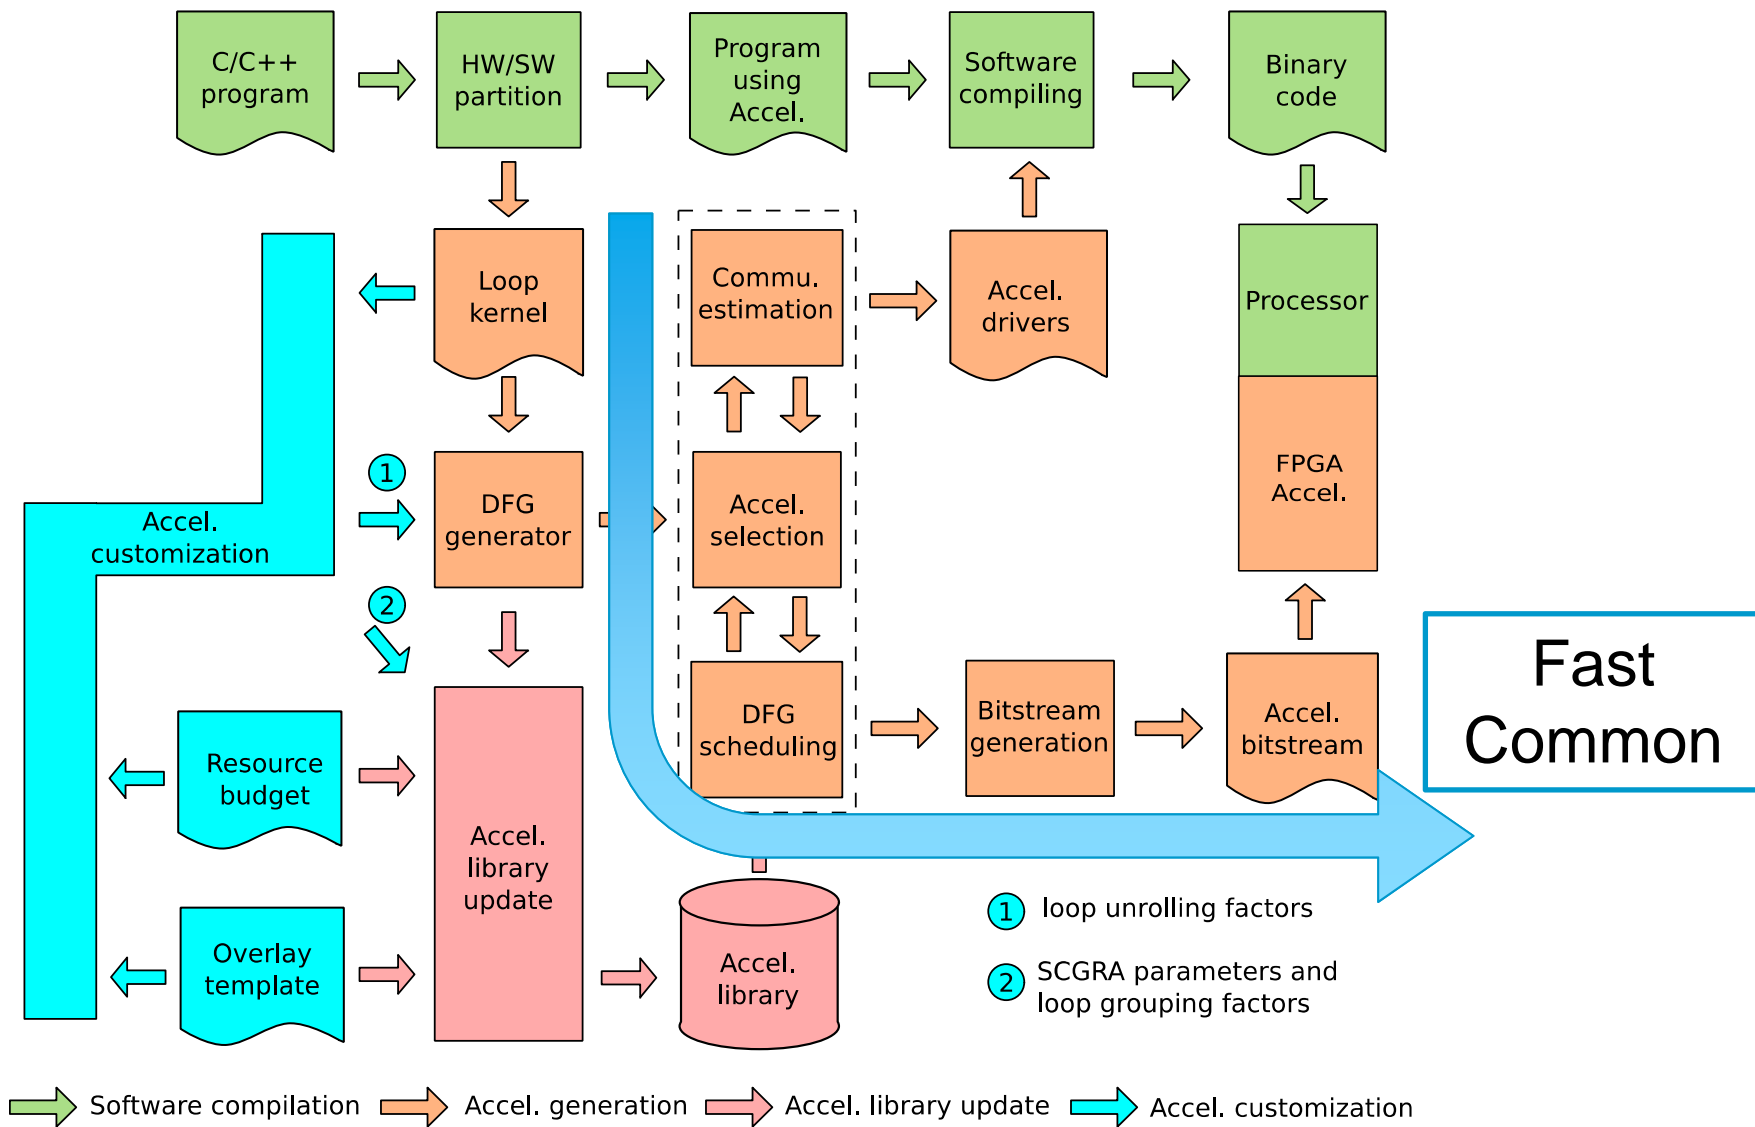 C/C++
program
HW/SW
partition
Program
using
Accel.
Software
compiling
Binary
code
Loop
kernel
Commu.
estimation
Accel.
drivers
Processor
FPGA
Accel.
1
DFG
generator
Accel.
selection
Accel.
customization
2
Resource
budget
Accel.
library
update
DFG
scheduling
Bitstream
generation
Accel.
bitstream
Fast
Common
Overlay
template
Accel.
library
1 loop unrolling factors
2 SCGRA parameters and
loop grouping factors
Software compilation
Accel. generation
Accel. library update
Accel. customization